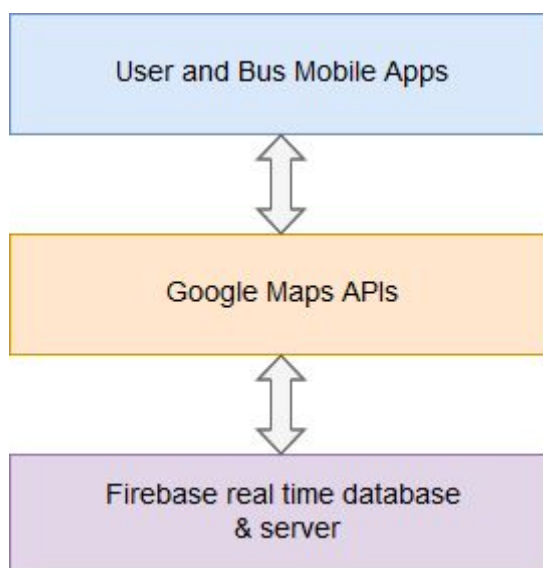 User and Bus Mobile Apps
Google Maps APIs
Firebase real time database
& server